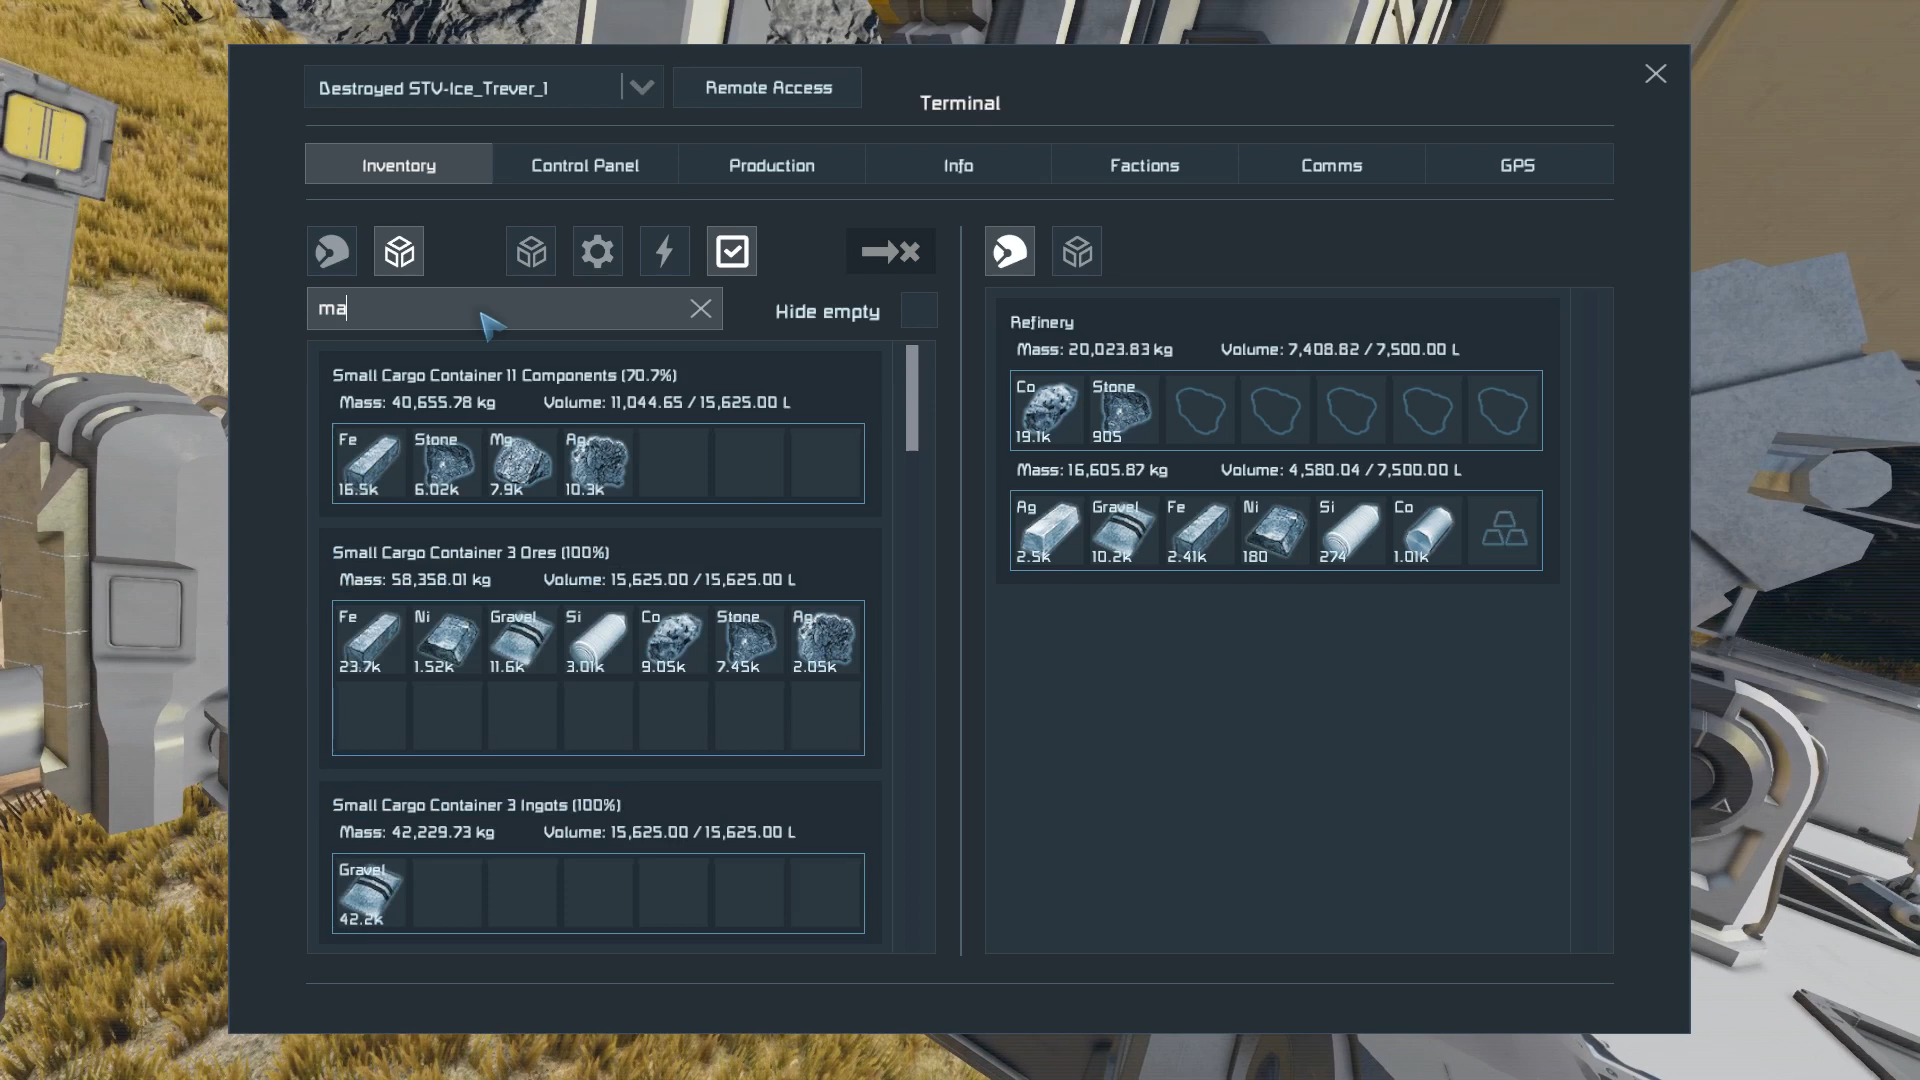 Destroyed STV-Ice_Trever_1
Remote Access
Terminal
Inventory
Control Panel
Production
Info
Factions
Comms
GPS
ma
Hide empty
Small Cargo Container 11 Components (70.7%)
Mass: 40,655.78 kg Volume: 11,044.65 / 15,625.00 L
Fe Stone Mg Ag
16.5k 6.02k 7.9k 10.3k
Small Cargo Container 3 Ores (100%)
Mass: 58,358.01 kg Volume: 15,625.00 / 15,625.00 L
Fe Ni Gravel Si Co Stone Ag
23.7k 1.52k 11.6k 3.01k 9.05k 7.45k 2.05k
Small Cargo Container 3 Ingots (100%)
Mass: 42,229.73 kg Volume: 15,625.00 / 15,625.00 L
Gravel
42.2k
Refinery
Mass: 20,023.83 kg Volume: 7,408.82 / 7,500.00 L
Co Stone
19.1k 905
Mass: 16,605.87 kg Volume: 4,580.04 / 7,500.00 L
Ag Gravel Fe Ni Si Co
2.5k 10.2k 2.41k 180 274 1.01k